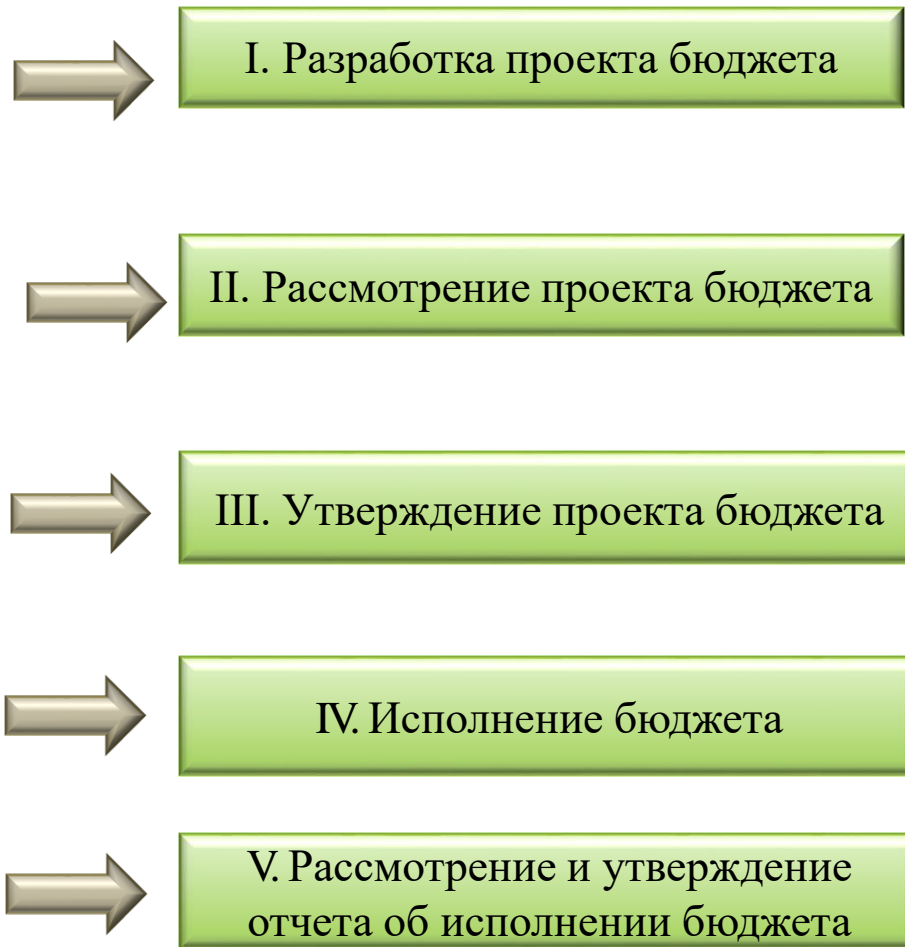 I. Разработка проекта бюджета
II. Рассмотрение проекта бюджета
III. Утверждение проекта бюджета
IV. Исполнение бюджета
V. Рассмотрение и утверждение
отчета об исполнении бюджета